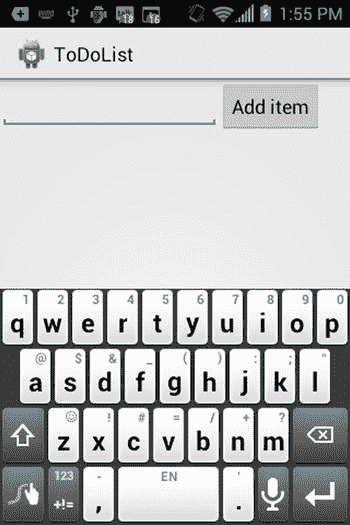 18 16 1:55 PM
ToDoList
Add item
1 2 3 4 5 6 7 8 9 0
q w e r t y u i o p
@ $ & _ ( ) : ; "
a s d f g h j k l
! # = / + ?
z x c v b n m
123 - EN '
+!= , .